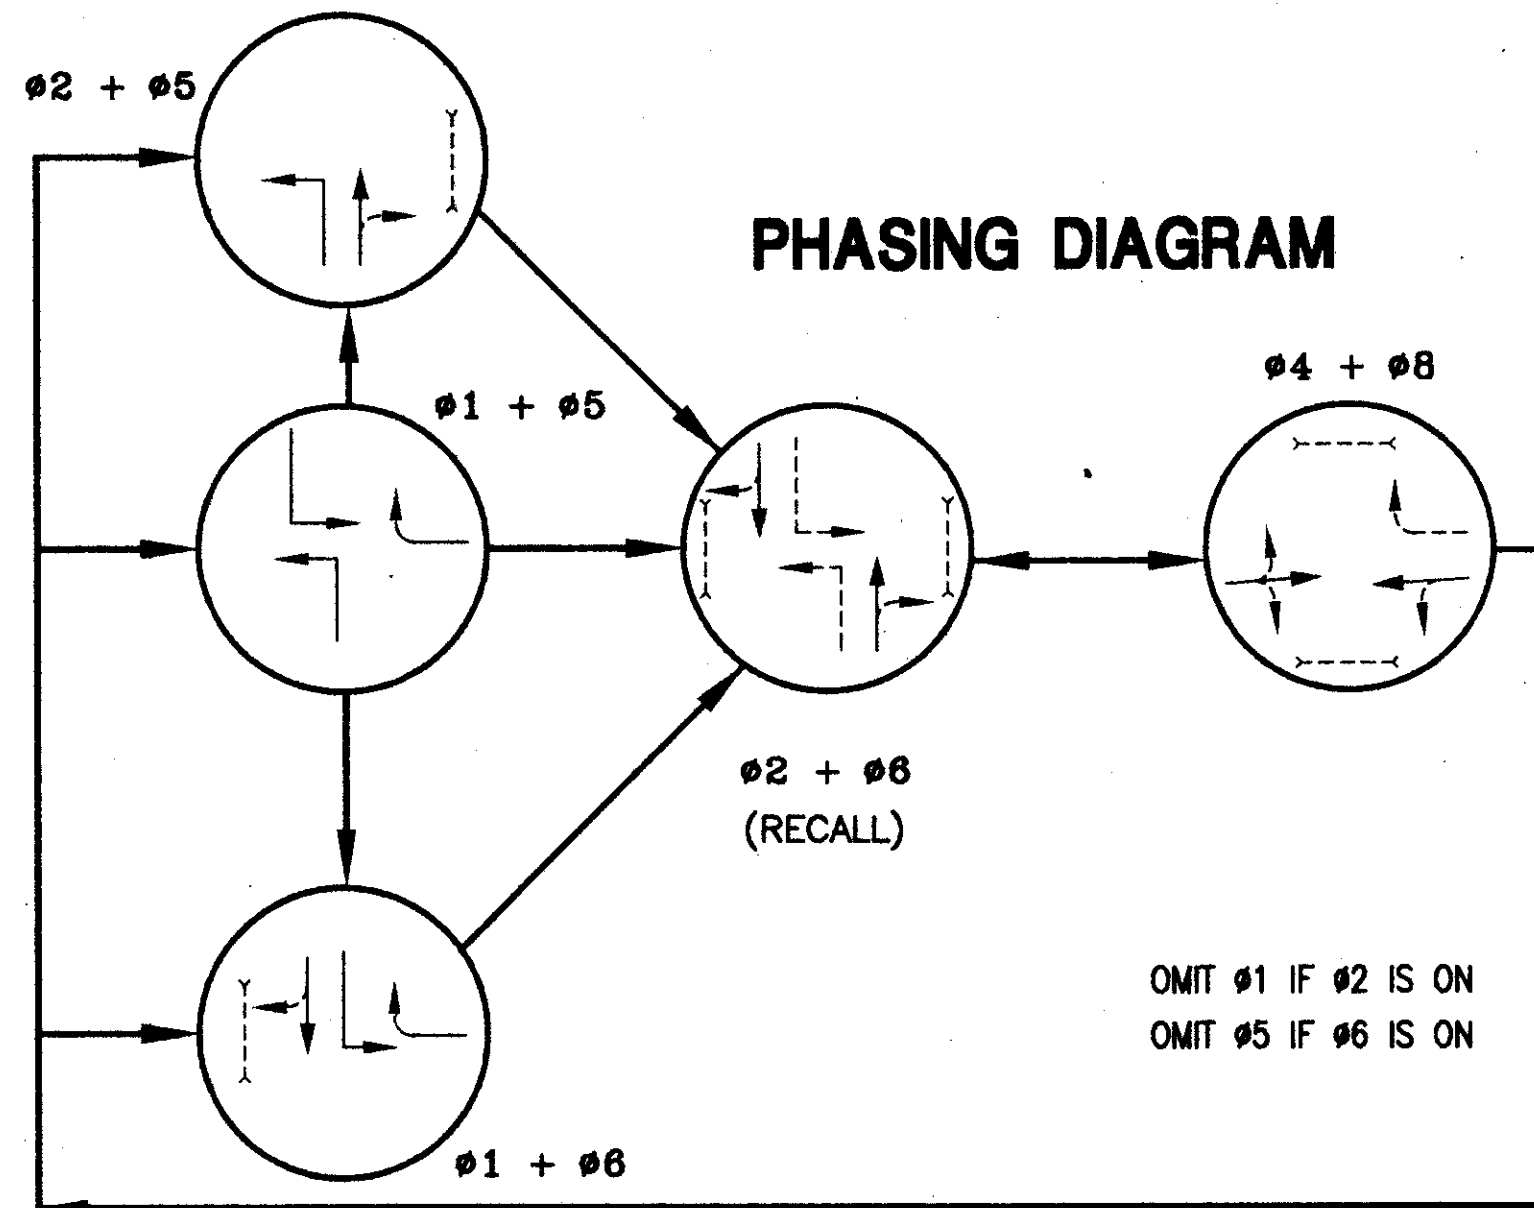 ø2 + ø5
PHASING DIAGRAM
ø4 + ø8
ø1 + ø5
ø2 + ø6
(RECALL)
OMIT ø1 IF ø2 IS ON
OMIT ø5 IF ø6 IS ON
ø1 + ø6